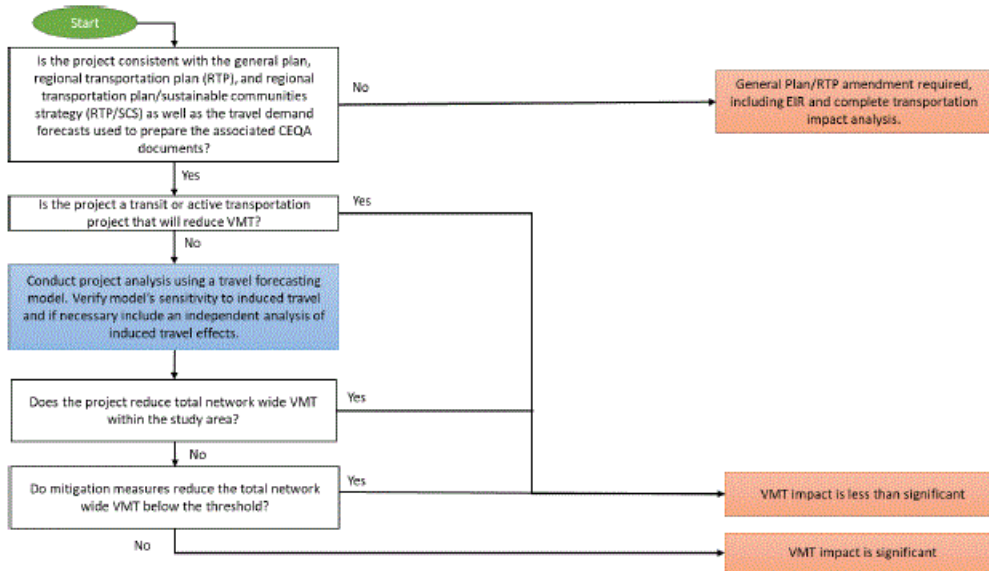 Start
Is the project consistent with the general plan,
regional transportation plan (RTP), and regional
transportation plan/sustainable communities
strategy (RTP/SCS) as well as the travel demand
forecasts used to prepare the associated CEQA
documents?
No
General Plan/RTP amendment required,
including EIR and complete transportation
impact analysis.
Yes
Is the project a transit or active transportation
project that will reduce VMT?
Yes
No
Conduct project analysis using a travel forecasting
model. Verify model's sensitivity to induced travel
and if necessary include an independent analysis of
induced travel effects.
Does the project reduce total network wide VMT
within the study area?
Yes
No
Do mitigation measures reduce the total network
wide VMT below the threshold?
Yes
VMT impact is less than significant
No
VMT impact is significant